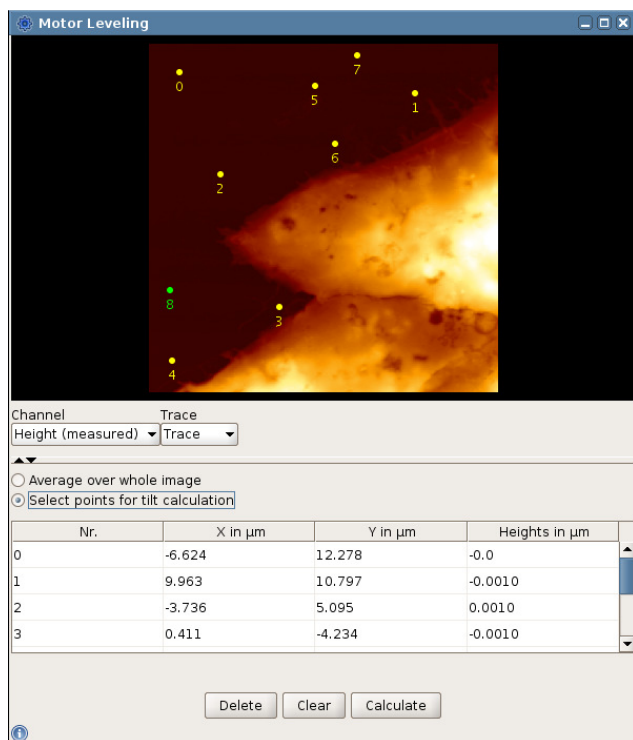 Motor Leveling
0
7
5
1
6
2
8
3
4
Channel Trace
Height (measured) Trace
Average over whole image
Select points for tilt calculation
Nr. X in µm Y in µm Heights in µm
0 -6.624 12.278 -0.0
1 9.963 10.797 -0.0010
2 -3.736 5.095 0.0010
3 0.411 -4.234 -0.0010
Delete Clear Calculate